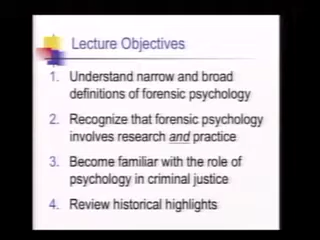 Lecture Objectives
1. Understand narrow and broad
definitions of forensic psychology
2. Recognize that forensic psychology
involves research and practice
3. Become familiar with the role of
psychology in criminal justice
4. Review historical highlights